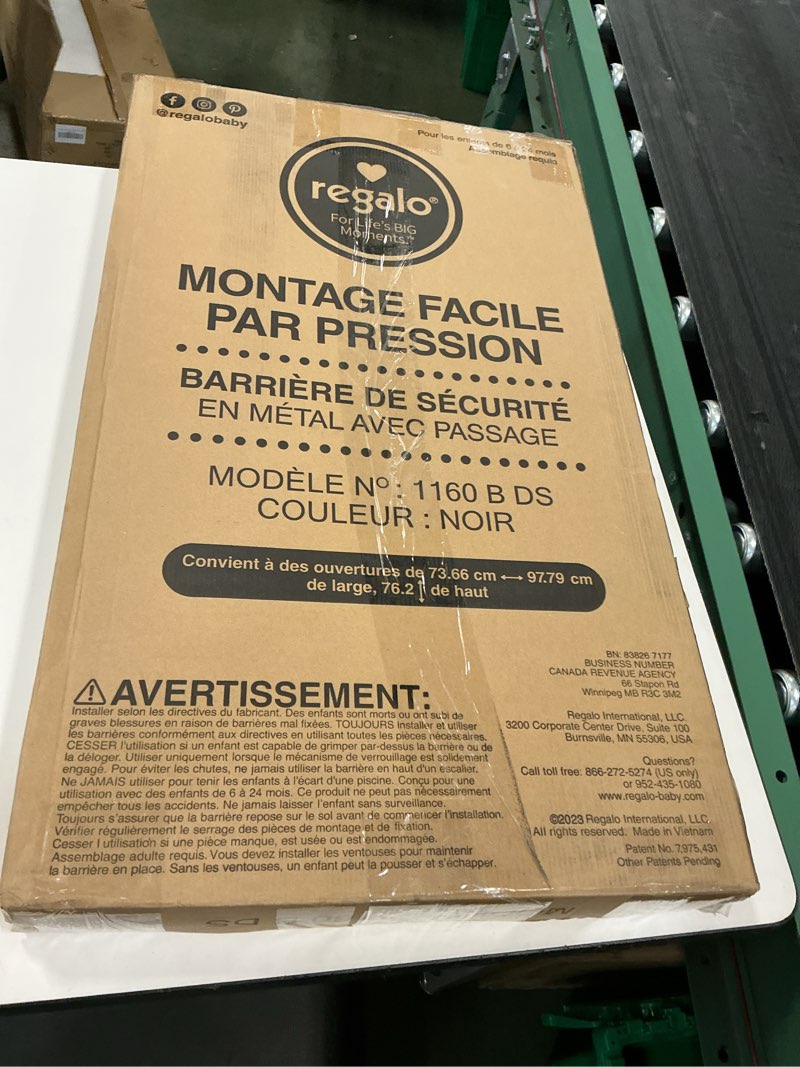 @regalobaby
Pour les enfants de 6 à 24 mois
Assemblage requis
regalo®
For Life's BIG
Moments.™
MONTAGE FACILE
PAR PRESSION
BARRIÈRE DE SÉCURITÉ
EN MÉTAL AVEC PASSAGE
MODÈLE Nº : 1160 B DS
COULEUR : NOIR
Convient à des ouvertures de 73.66 cm ↔ 97.79 cm
de large, 76.2 ↕ de haut
BN: 83826 7177
BUSINESS NUMBER
CANADA REVENUE AGENCY
66 Stapon Rd
Winnipeg MB R3C 3M2
Regalo International, LLC.
3200 Corporate Center Drive, Suite 100
Burnsville, MN 55306, USA
Questions?
Call toll free: 866-272-5274 (US only)
or 952-435-1080
www.regalo-baby.com
©2023 Regalo International, LLC.
All rights reserved. Made in Vietnam
Patent No. 7,975,431
Other Patents Pending
⚠ AVERTISSEMENT:
Installer selon les directives du fabricant. Des enfants sont morts ou ont subi de
graves blessures en raison de barrières mal fixées. TOUJOURS installer et utiliser
les barrières conformément aux directives en utilisant toutes les pièces nécessaires.
CESSER l'utilisation si un enfant est capable de grimper par-dessus la barrière ou de
la déloger. Utiliser uniquement lorsque le mécanisme de verrouillage est solidement
engagé. Pour éviter les chutes, ne jamais utiliser la barrière en haut d'un escalier.
Ne JAMAIS utiliser pour tenir les enfants à l'écart d'une piscine. Conçu pour une
utilisation avec des enfants de 6 à 24 mois. Ce produit ne peut pas nécessairement
empêcher tous les accidents. Ne jamais laisser l'enfant sans surveillance.
Toujours s'assurer que la barrière repose sur le sol avant de commencer l'installation.
Vérifier régulièrement le serrage des pièces de montage et de fixation.
Cesser l utilisation si une pièce manque, est usée ou est endommagée.
Assemblage adulte requis. Vous devez installer les ventouses pour maintenir
la barrière en place. Sans les ventouses, un enfant peut la pousser et s'échapper.
DS